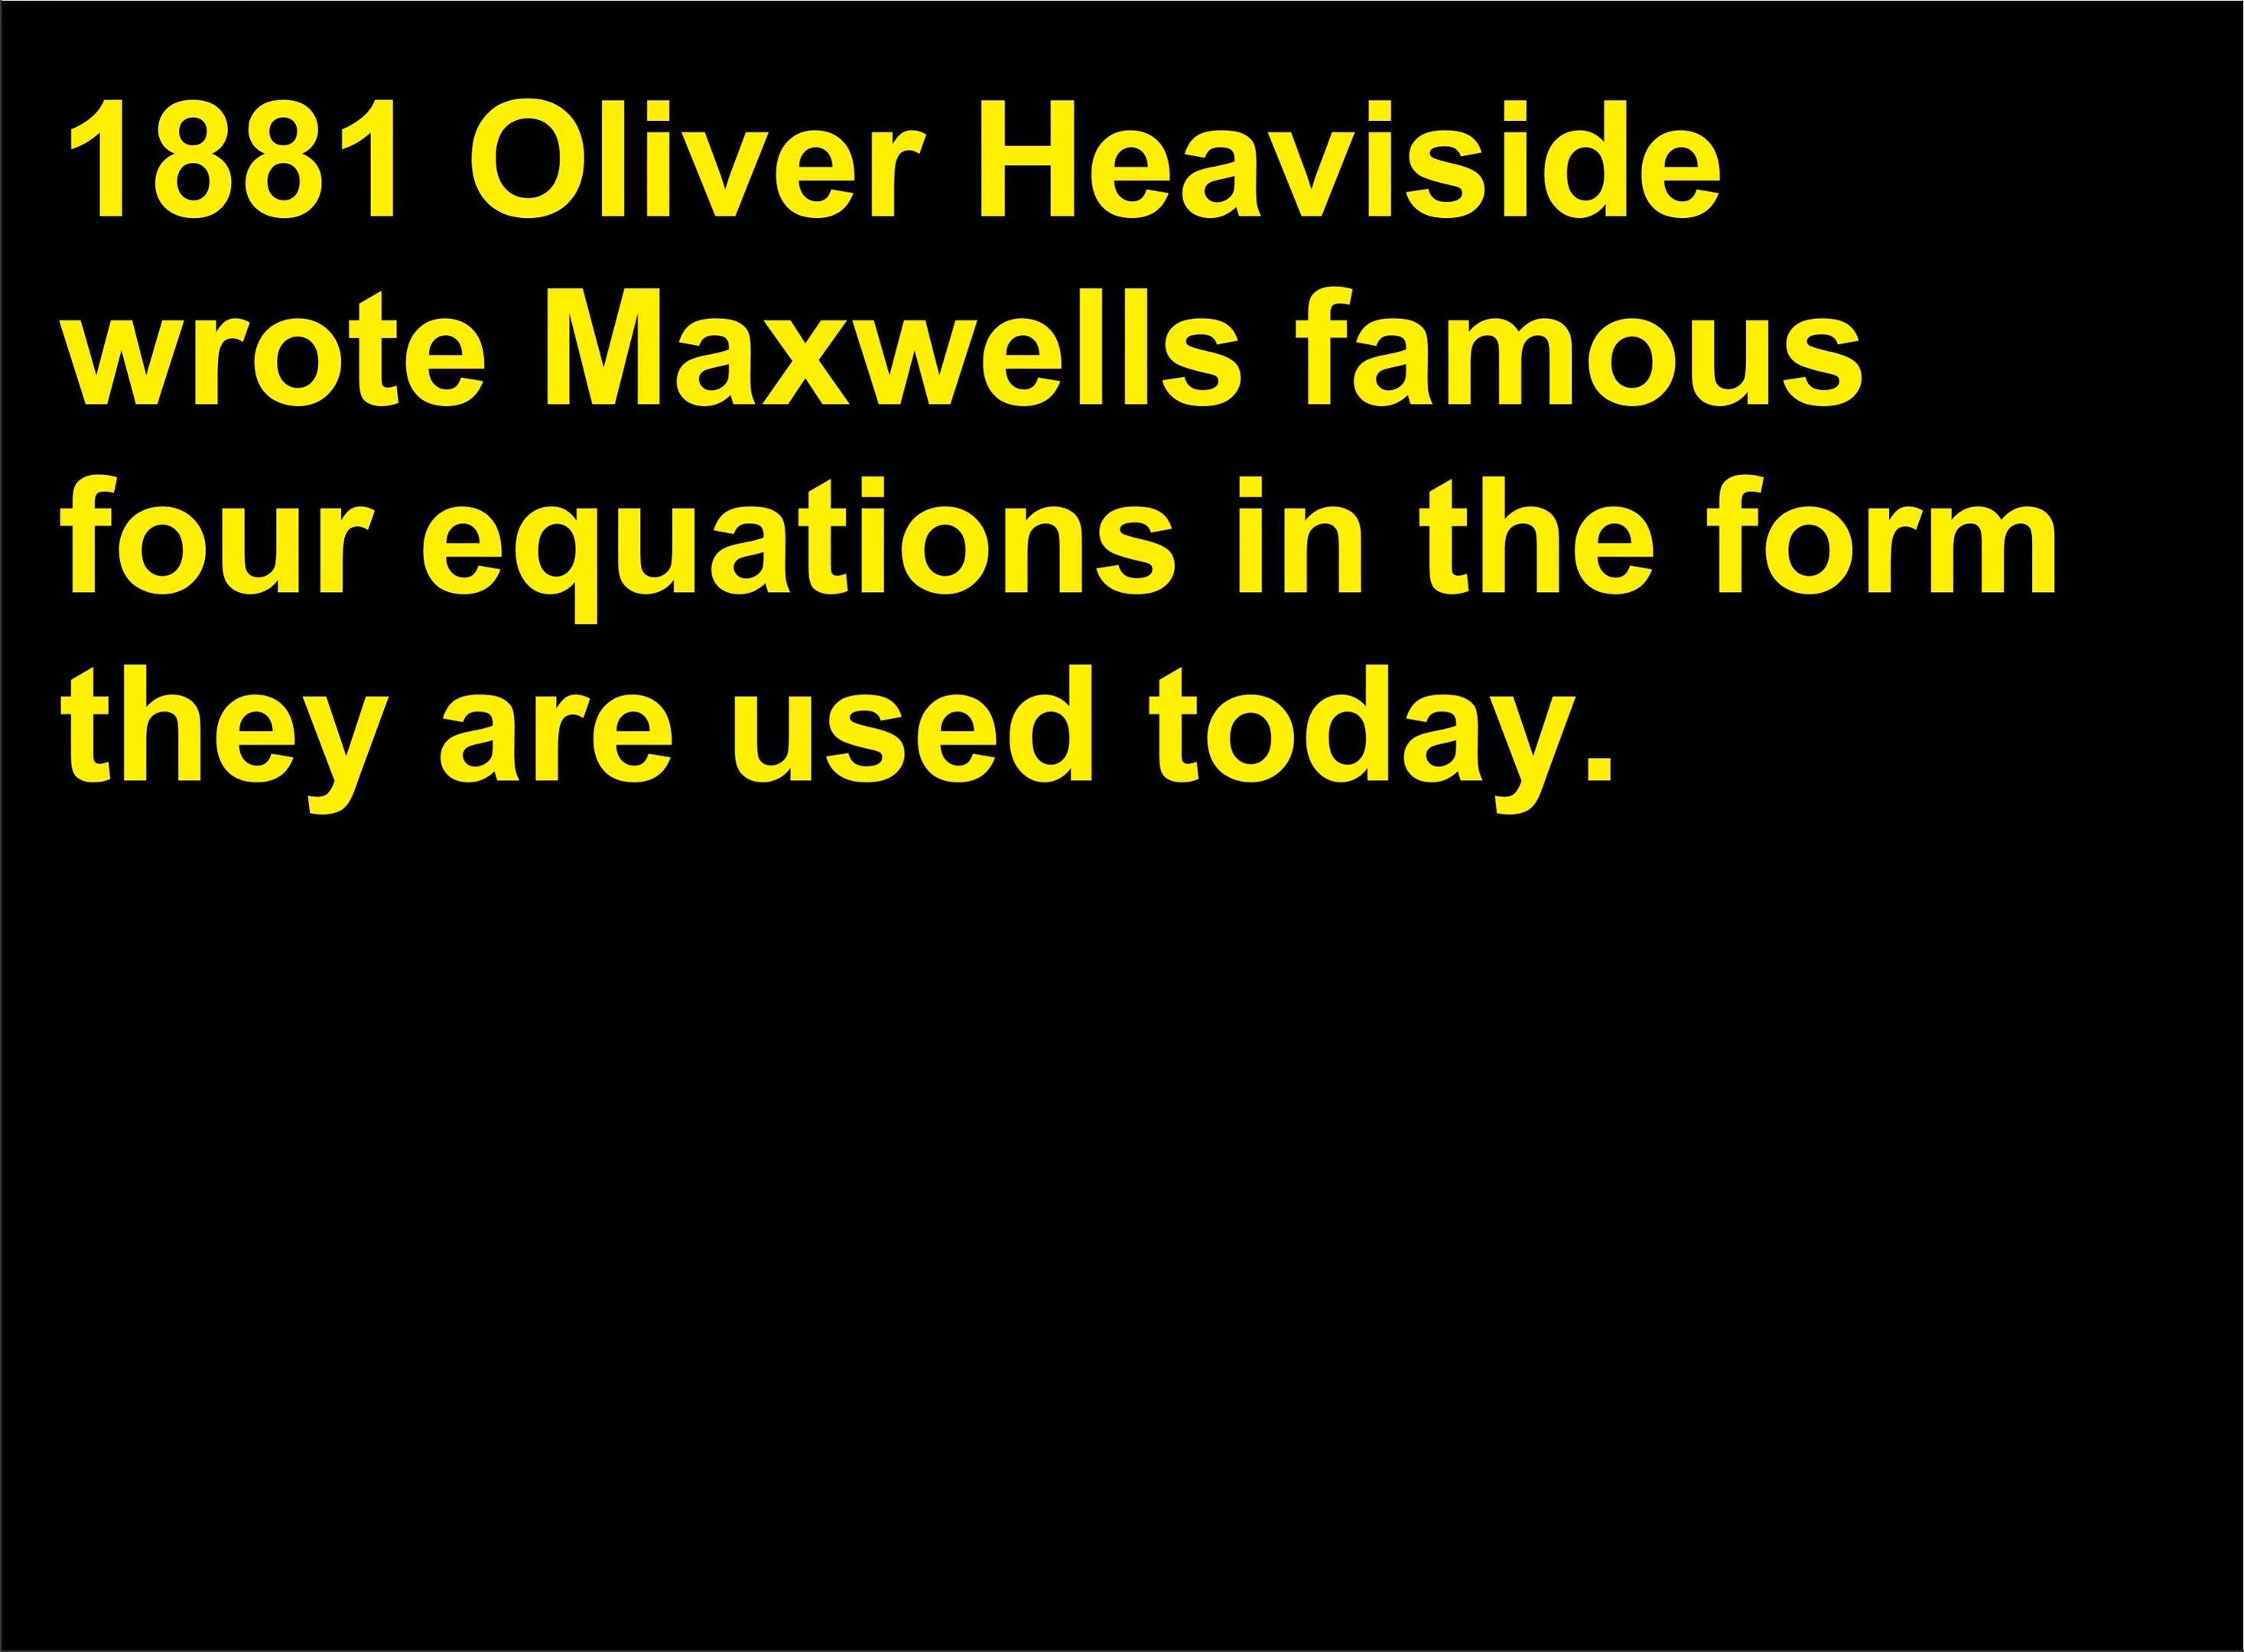 1881 Oliver Heaviside
wrote Maxwells famous
four equations in the form
they are used today.